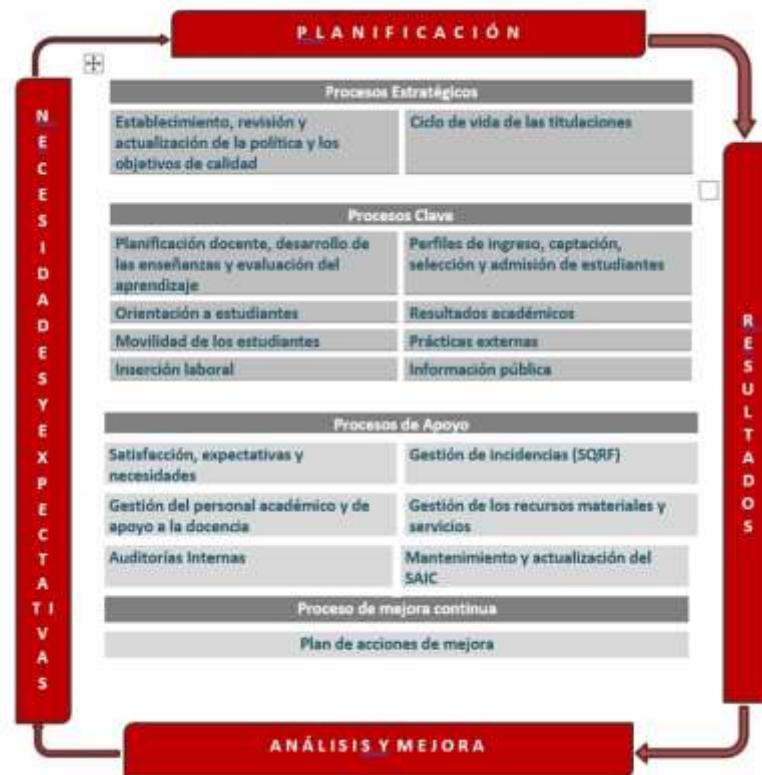 PLANIFICACIÓN
NECESIDADES Y EXPECTATIVAS
Procesos Estratégicos
Establecimiento, revisión y
actualización de la política y los
objetivos de calidad
Ciclo de vida de las titulaciones
Procesos Clave
Planificación docente, desarrollo de
las enseñanzas y evaluación del
aprendizaje
Perfiles de ingreso, captación,
selección y admisión de estudiantes
Orientación a estudiantes
Resultados académicos
Movilidad de los estudiantes
Prácticas externas
Inserción laboral
Información pública
Procesos de Apoyo
Satisfacción, expectativas y
necesidades
Gestión de incidencias (SQRF)
Gestión del personal académico y de
apoyo a la docencia
Gestión de los recursos materiales y
servicios
Auditorías Internas
Mantenimiento y actualización del
SAIC
Proceso de mejora continua
Plan de acciones de mejora
RESULTADOS
ANÁLISIS Y MEJORA